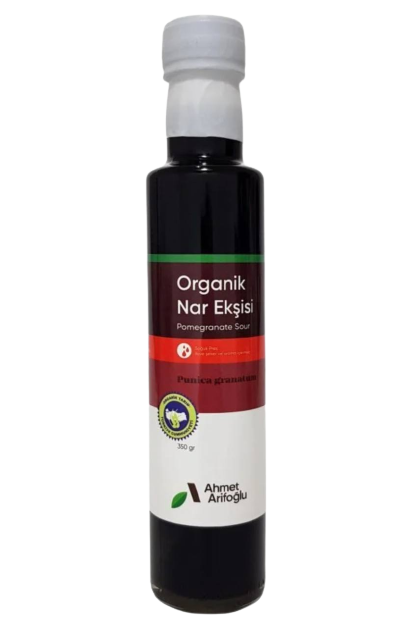 Organik
Nar Ekşisi
Pomegranate Sour
Punica granatum
350 gr
Ahmet
Arifoğlu